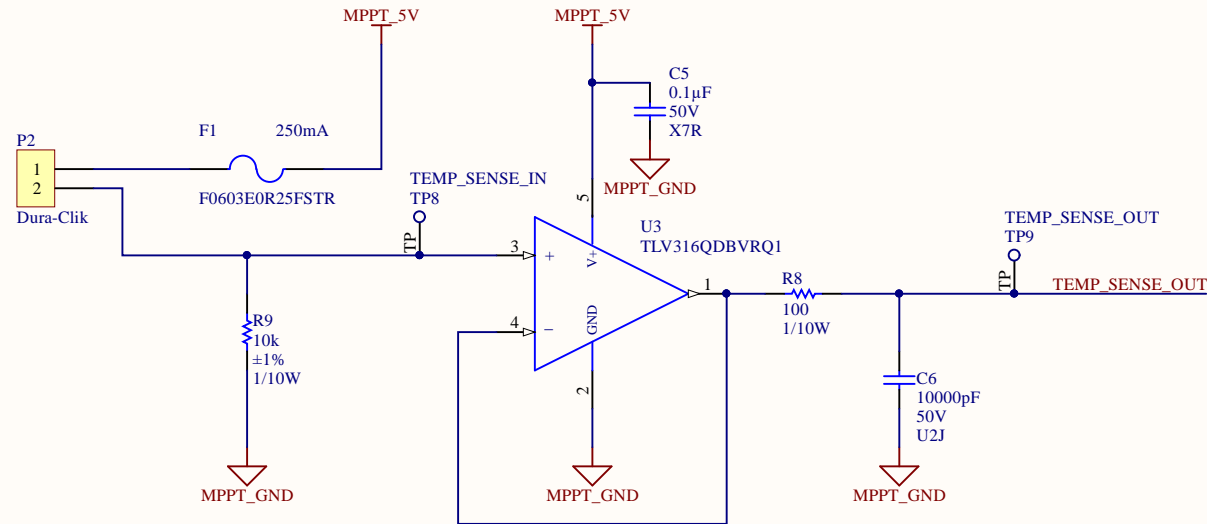 MPPT_5V
MPPT_5V
C5
0.1µF
50V
X7R
MPPT_GND
F1 250mA
F0603E0R25FSTR
P2
1
2
Dura-Clik
TEMP_SENSE_IN
TP8
TP
5
U3
TLV316QDBVRQ1
3
+
V+
1
4
−
GND
2
R9
10k
±1%
1/10W
MPPT_GND
MPPT_GND
R8
100
1/10W
TEMP_SENSE_OUT
TP9
TP
TEMP_SENSE_OUT
C6
10000pF
50V
U2J
MPPT_GND